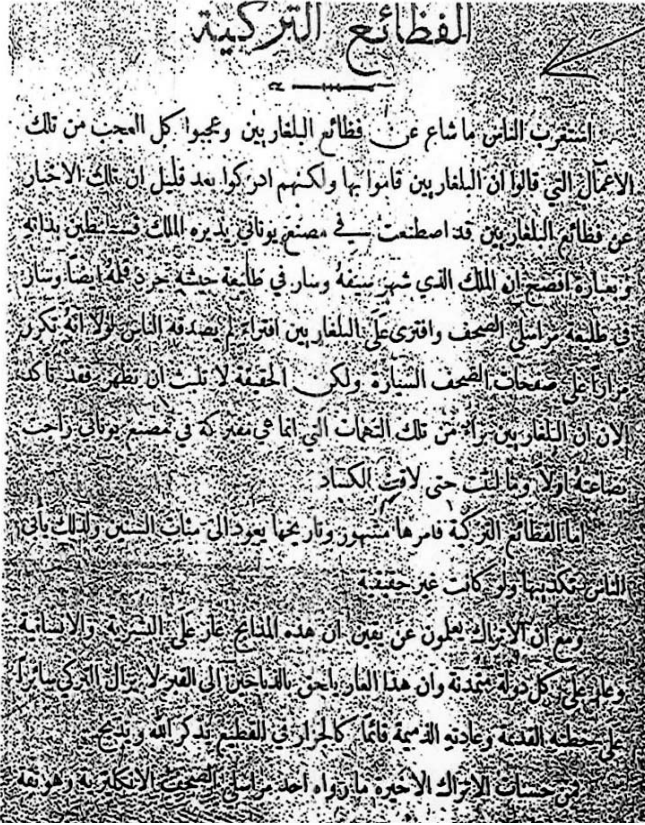 الفظائع التركية
استغرب الناس ما شاع عن فظائع البلغاريين وعجبوا كل العجب من تلك
الاعمال التي قالوا ان البلغاريين قاموا بها ولكنهم ادركوا بعد قليل ان تلك الاخبار
عن فظائع البلغاريين قد اصطنعت في مصنع يوناني يديره الملك قسطنطين بذاته
وبعبارة افصح ان الملك الذي شهر سيفهُ وسار في طليعة جيشه جرد قلمهُ ايضاً وسار
في طليعة مراسلي الصحف وافترى على البلغاريين افتراء لم يصدقه الناس لولا انهُ تكرر
مراراً على صفحات الصحف السيارة ولكن الحقيقة لا تلبث ان تظهر فقد تأكد
الان ان البلغاريين براء من تلك التهمات التي انما هي مفبركة في مصنع يوناني راجت
بضاعتهُ اولاً وما لبثت حتى لاقت الكساد
اما الفظائع التركية فامرها مشهور وتاريخها يعود الى مئات السنين ولذلك يأبى
الناس تكذيبها ولو كانت غير حقيقية
ومع ان الاتراك يعلمون عن يقين ان هذه المذابح عار على البشرية والانسانية
وعار على كل دولة متمدنة وان هذا العار يلحق بالذباحين الى القبر لا يزال التركي سائراً
على خطته القديمة وعادته الذميمة قائماً كالجزار في القطيع يذكر الله ويذبح
من حسنات الاتراك الاخيرة ما رواه احد مراسلي الصحف الانكليزية وهو ثقة